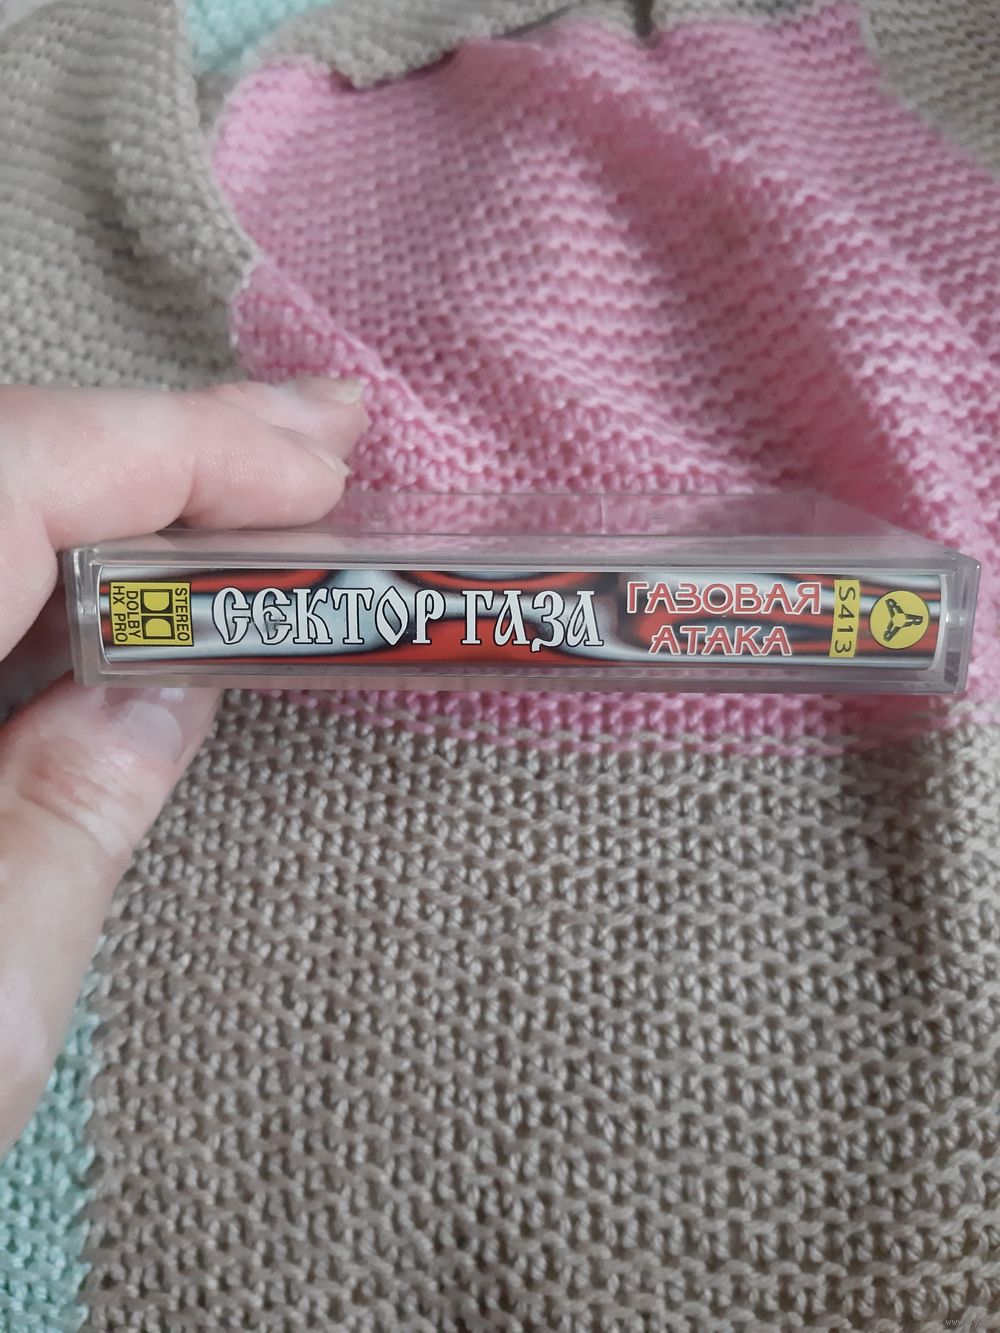 STEREO
DOLBY
HX PRO
СЕКТОР ГАЗА
ГАЗОВАЯ
АТАКА
S413